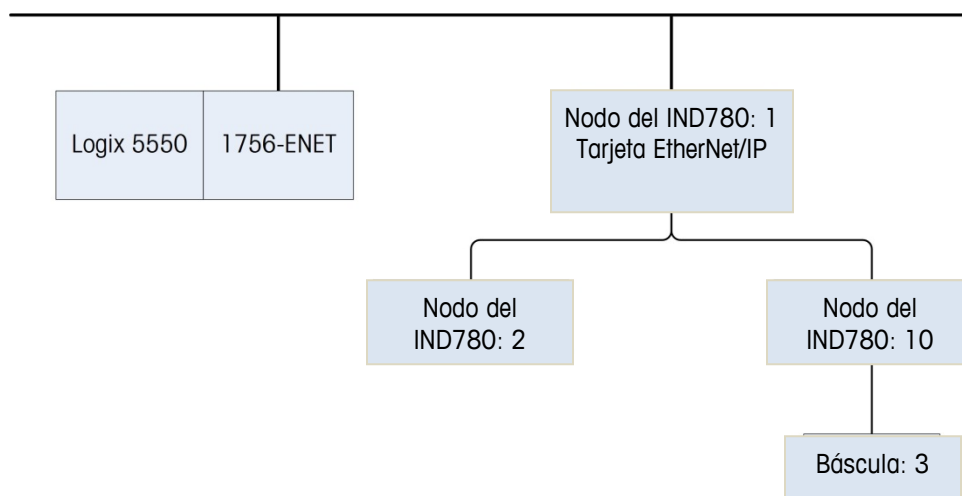 Logix 5550
1756-ENET
Nodo del IND780: 1
Tarjeta EtherNet/IP
Nodo del
IND780: 2
Nodo del
IND780: 10
Báscula: 3